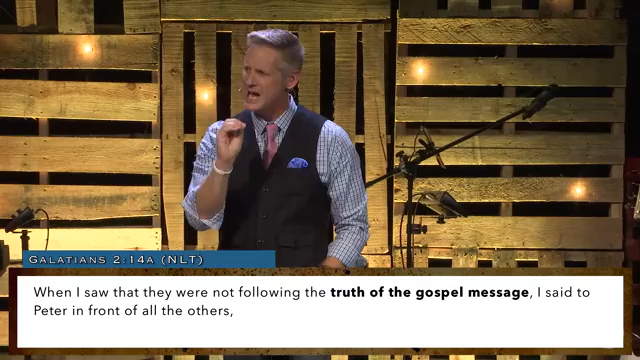 GALATIANS 2:14A (NLT)
When I saw that they were not following the truth of the gospel message, I said to
Peter in front of all the others,